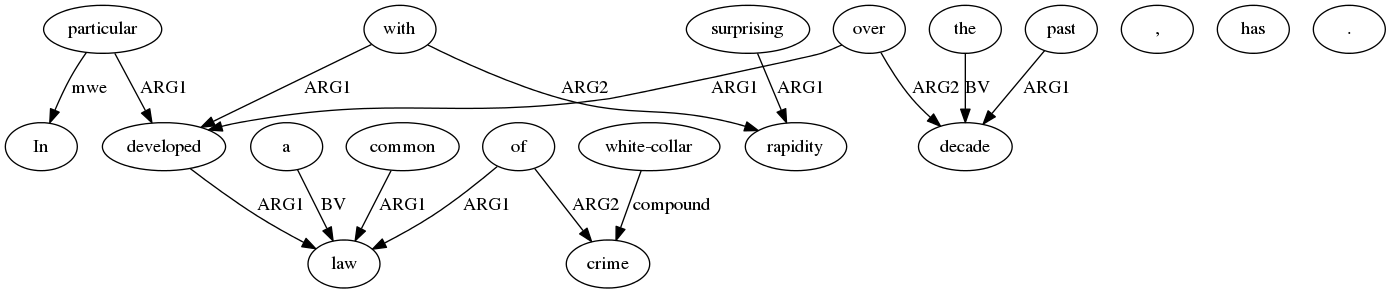 particular with surprising over the past , has .
mwe ARG1 ARG1 ARG2 ARG1 ARG1 ARG2 BV ARG1
In developed a common of white-collar rapidity decade
ARG1 BV ARG1 ARG1 ARG2 compound
law crime